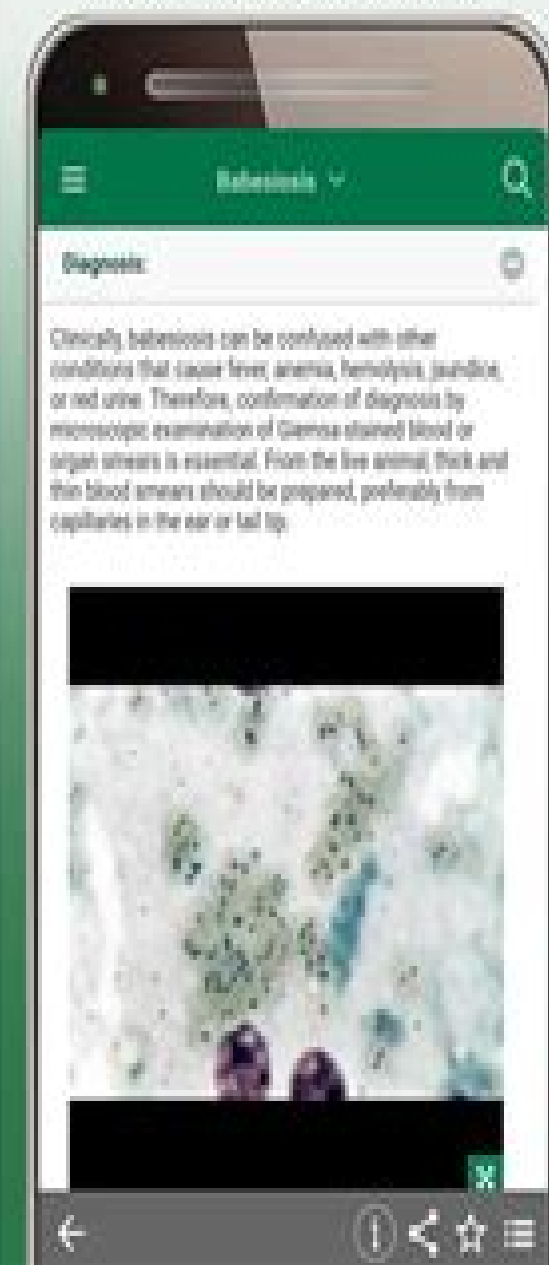 Babesiosis
Diagnosis
Clinically, babesiosis can be confused with other
conditions that cause fever, anemia, hemolysis, jaundice,
or red urine. Therefore, confirmation of diagnosis by
microscopic examination of Giemsa-stained blood or
organ smears is essential. From the live animal, thick and
thin blood smears should be prepared, preferably from
capillaries in the ear or tail tip.